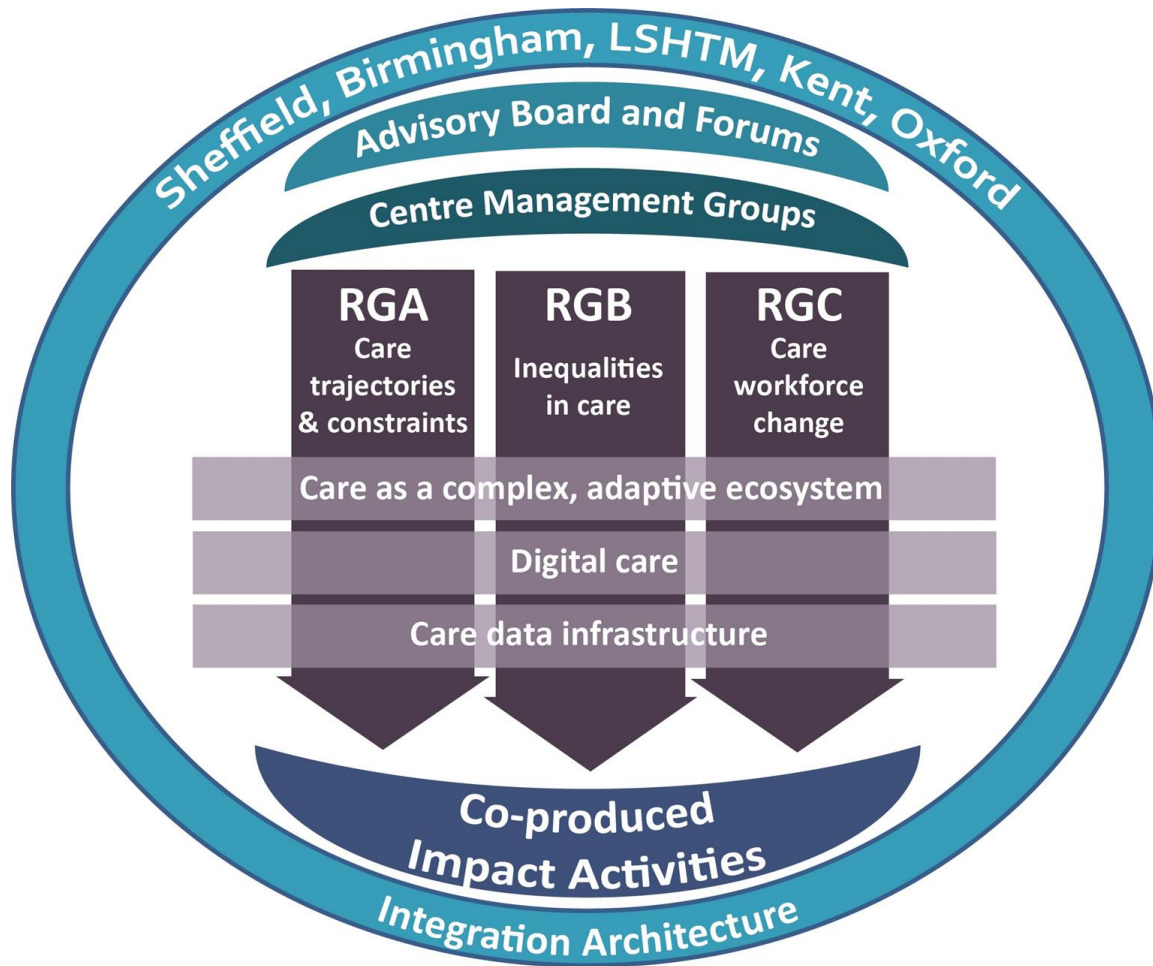 Sheffield, Birmingham, LSHTM, Kent, Oxford
Advisory Board and Forums
Centre Management Groups
RGA
Care
trajectories
& constraints
RGB
Inequalities
in care
RGC
Care
workforce
change
Care as a complex, adaptive ecosystem
Digital care
Care data infrastructure
Co-produced
Impact Activities
Integration Architecture